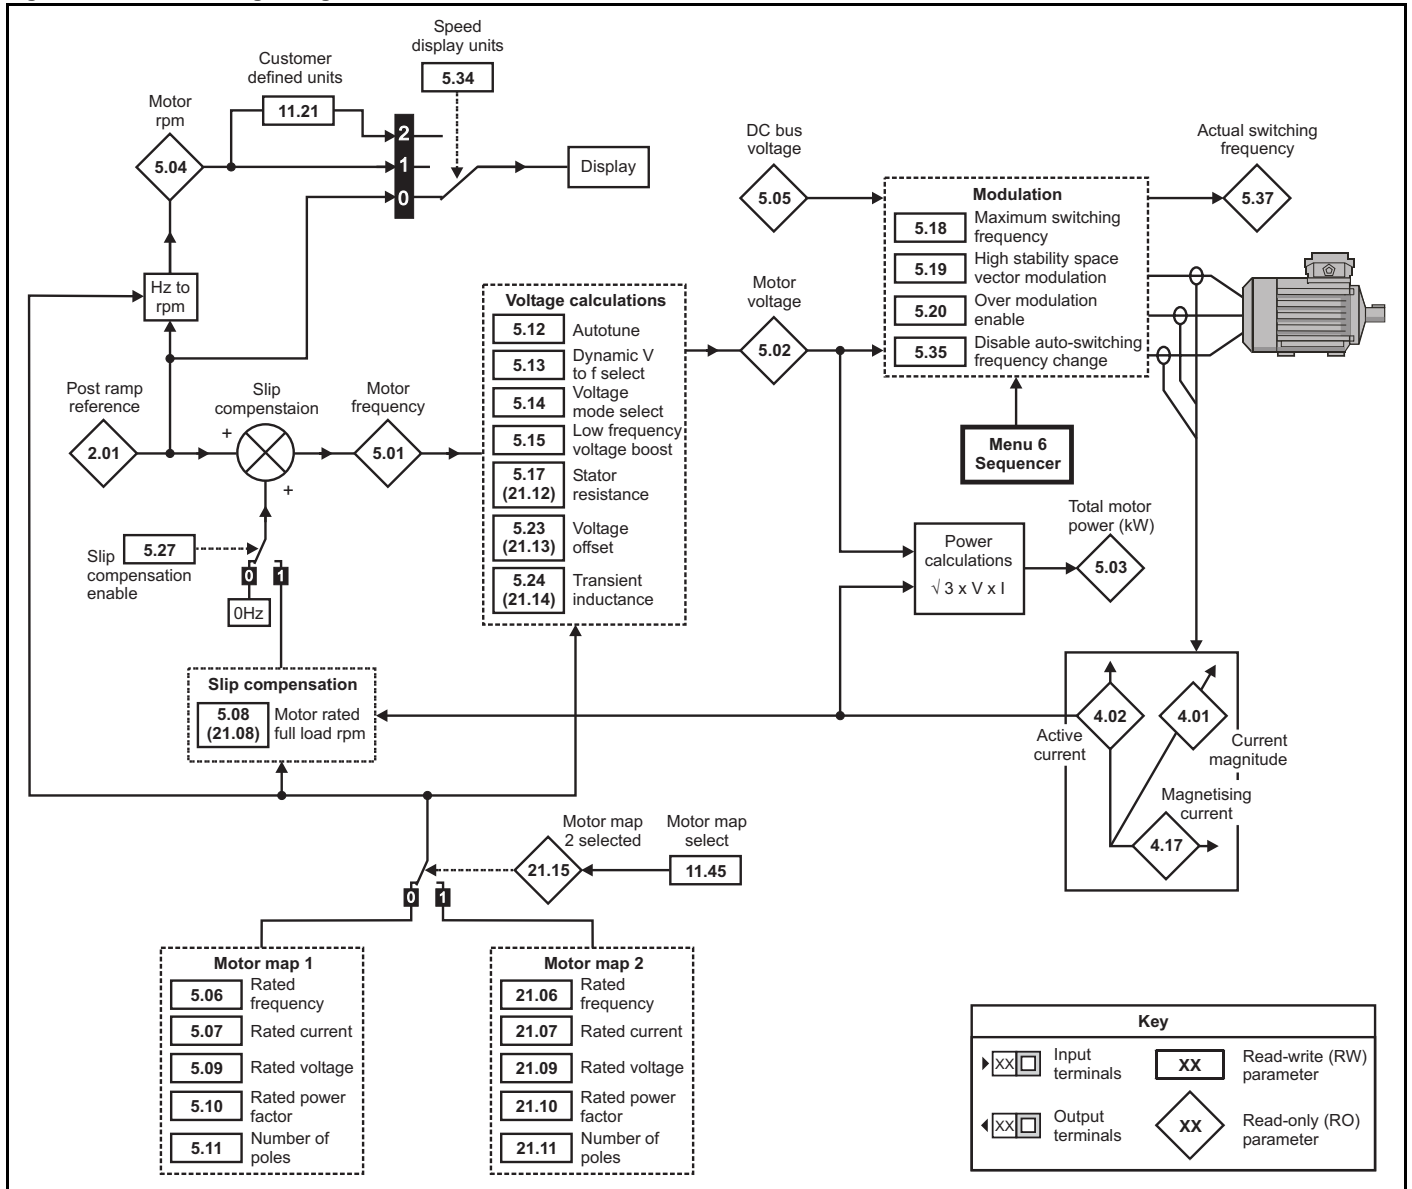 Speed
display units
5.34
Customer
defined units
11.21
Motor
rpm
5.04
2
1
0
Display
Hz to
rpm
Post ramp
reference
2.01
+
Slip
compenstaion
+
Motor
frequency
5.01
Slip
compensation
enable
5.27
0
1
0Hz
Voltage calculations
5.12
Autotune
5.13
Dynamic V
to f select
5.14
Voltage
mode select
5.15
Low frequency
voltage boost
5.17
(21.12)
Stator
resistance
5.23
(21.13)
Voltage
offset
5.24
(21.14)
Transient
inductance
DC bus
voltage
5.05
Motor
voltage
5.02
Modulation
5.18
Maximum switching
frequency
5.19
High stability space
vector modulation
5.20
Over modulation
enable
5.35
Disable auto-switching
frequency change
Actual switching
frequency
5.37
Menu 6
Sequencer
Power
calculations
√ 3 x V x I
Total motor
power (kW)
5.03
Slip compensation
5.08
(21.08)
Motor rated
full load rpm
4.02
Active
current
4.01
Current
magnitude
Magnetising
current
4.17
Motor map
2 selected
21.15
Motor map
select
11.45
0
1
Motor map 1
5.06
Rated
frequency
5.07
Rated current
5.09
Rated voltage
5.10
Rated power
factor
5.11
Number of
poles
Motor map 2
21.06
Rated
frequency
21.07
Rated current
21.09
Rated voltage
21.10
Rated power
factor
21.11
Number of
poles
Key
XX
Input
terminals
XX
Read-write (RW)
parameter
XX
Output
terminals
XX
Read-only (RO)
parameter